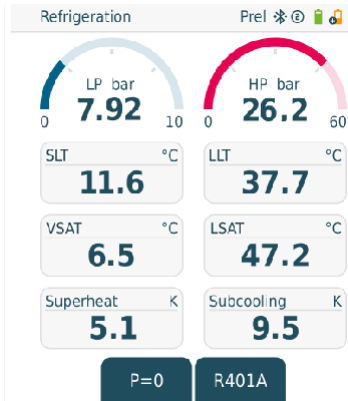 Refrigeration Prel
LP bar HP bar
7.92 26.2
0 10 0 60
SLT °C LLT °C
11.6 37.7
VSAT °C LSAT °C
6.5 47.2
Superheat K Subcooling K
5.1 9.5
P=0 R401A